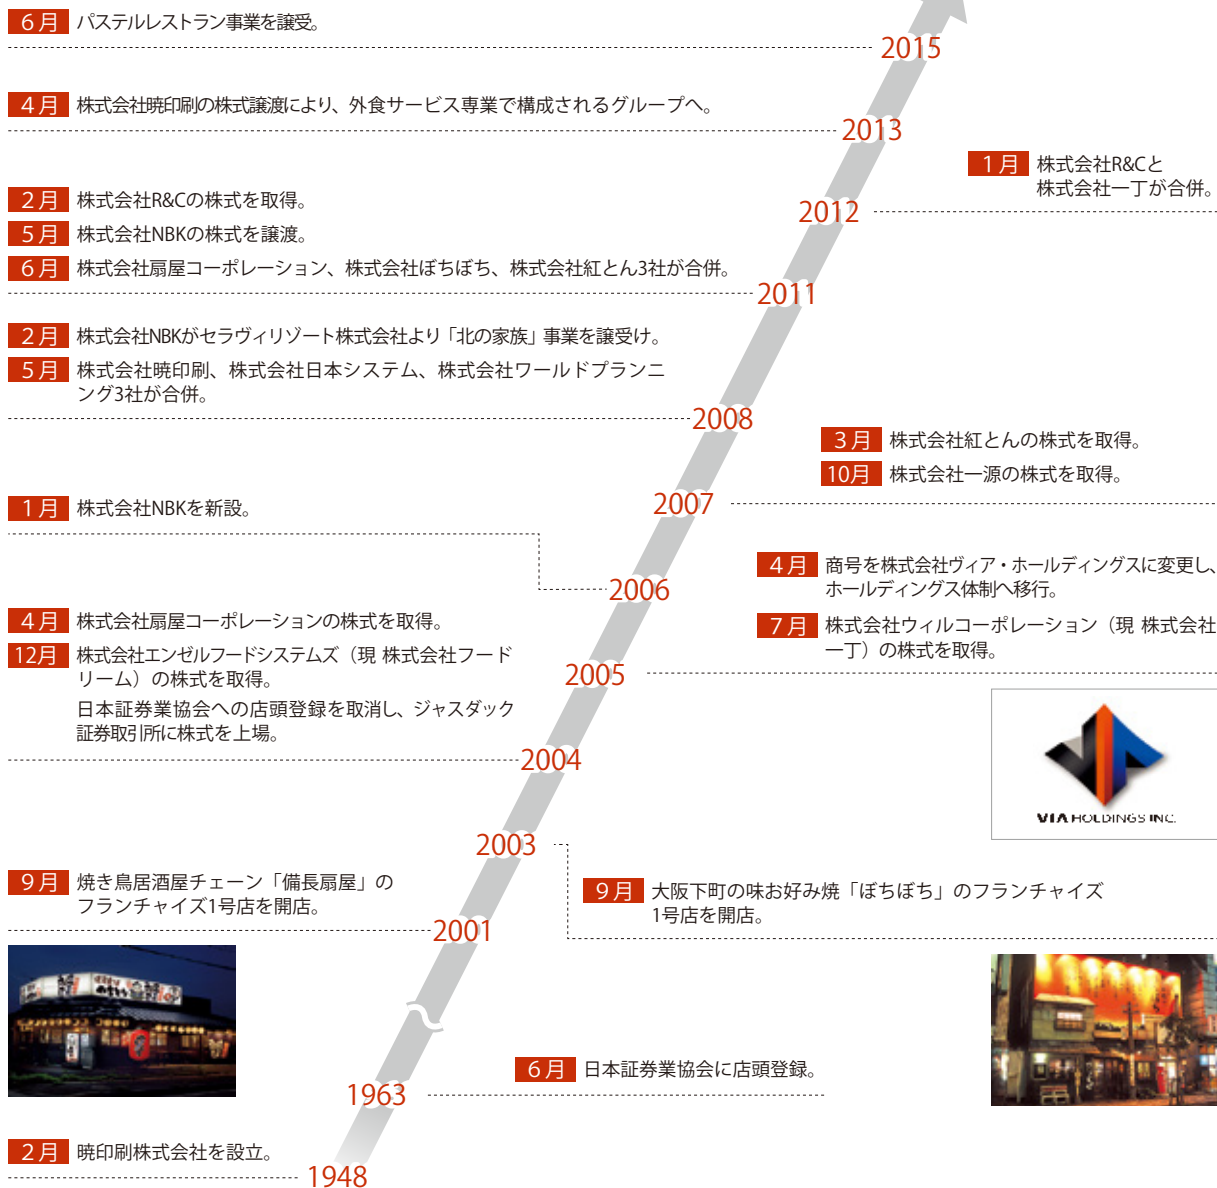 6月 パステルレストラン事業を譲受。
2015
4月 株式会社暁印刷の株式譲渡により、外食サービス専業で構成されるグループへ。
2013
1月 株式会社R&Cと
株式会社一丁が合併。
2012
2月 株式会社R&Cの株式を取得。
5月 株式会社NBKの株式を譲渡。
6月 株式会社扇屋コーポレーション、株式会社ぼちぼち、株式会社紅とん3社が合併。
2011
2月 株式会社NBKがセラヴィリゾート株式会社より「北の家族」事業を譲受け。
5月 株式会社暁印刷、株式会社日本システム、株式会社ワールドプランニ
ング3社が合併。
2008
3月 株式会社紅とんの株式を取得。
10月 株式会社一源の株式を取得。
2007
1月 株式会社NBKを新設。
2006
4月 商号を株式会社ヴィア・ホールディングスに変更し、
ホールディングス体制へ移行。
7月 株式会社ウィルコーポレーション（現 株式会社
一丁）の株式を取得。
2005
4月 株式会社扇屋コーポレーションの株式を取得。
12月 株式会社エンゼルフードシステムズ（現 株式会社フード
リーム）の株式を取得。
日本証券業協会への店頭登録を取消し、ジャスダック
証券取引所に株式を上場。
2004
VIA HOLDINGS INC.
2003
9月 大阪下町の味お好み焼「ぼちぼち」のフランチャイズ
1号店を開店。
9月 焼き鳥居酒屋チェーン「備長扇屋」の
フランチャイズ1号店を開店。
2001
6月 日本証券業協会に店頭登録。
1963
2月 暁印刷株式会社を設立。
1948